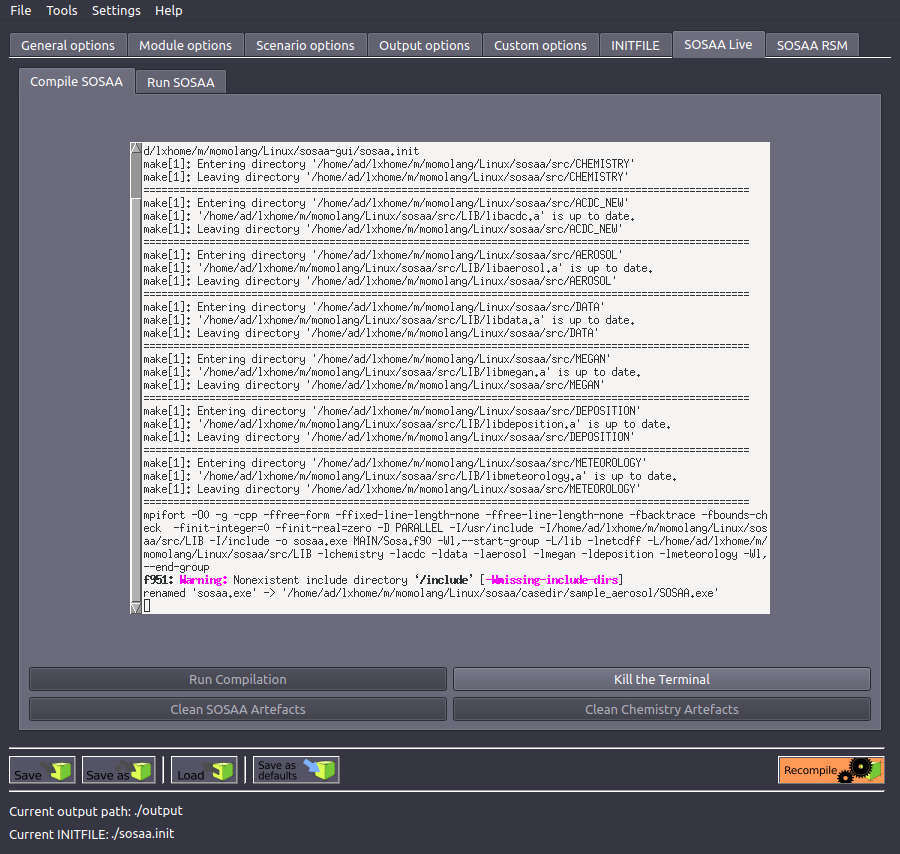 File Tools Settings Help
General options Module options Scenario options Output options Custom options INITFILE SOSAA Live SOSAA RSM
Compile SOSAA Run SOSAA
d/lxhome/m/momolang/Linux/sosaa-gui/sosaa.init
make[1]: Entering directory '/home/ad/lxhome/m/momolang/Linux/sosaa/src/CHEMISTRY'
make[1]: Leaving directory '/home/ad/lxhome/m/momolang/Linux/sosaa/src/CHEMISTRY'
=============================================================================================
make[1]: Entering directory '/home/ad/lxhome/m/momolang/Linux/sosaa/src/ACDC_NEW'
make[1]: '/home/ad/lxhome/m/momolang/Linux/sosaa/src/LIB/libacdc.a' is up to date.
make[1]: Leaving directory '/home/ad/lxhome/m/momolang/Linux/sosaa/src/ACDC_NEW'
=============================================================================================
make[1]: Entering directory '/home/ad/lxhome/m/momolang/Linux/sosaa/src/AEROSOL'
make[1]: '/home/ad/lxhome/m/momolang/Linux/sosaa/src/LIB/libaerosol.a' is up to date.
make[1]: Leaving directory '/home/ad/lxhome/m/momolang/Linux/sosaa/src/AEROSOL'
=============================================================================================
make[1]: Entering directory '/home/ad/lxhome/m/momolang/Linux/sosaa/src/DATA'
make[1]: '/home/ad/lxhome/m/momolang/Linux/sosaa/src/LIB/libdata.a' is up to date.
make[1]: Leaving directory '/home/ad/lxhome/m/momolang/Linux/sosaa/src/DATA'
=============================================================================================
make[1]: Entering directory '/home/ad/lxhome/m/momolang/Linux/sosaa/src/MEGAN'
make[1]: '/home/ad/lxhome/m/momolang/Linux/sosaa/src/LIB/libmegan.a' is up to date.
make[1]: Leaving directory '/home/ad/lxhome/m/momolang/Linux/sosaa/src/MEGAN'
=============================================================================================
make[1]: Entering directory '/home/ad/lxhome/m/momolang/Linux/sosaa/src/DEPOSITION'
make[1]: '/home/ad/lxhome/m/momolang/Linux/sosaa/src/LIB/libdeposition.a' is up to date.
make[1]: Leaving directory '/home/ad/lxhome/m/momolang/Linux/sosaa/src/DEPOSITION'
=============================================================================================
make[1]: Entering directory '/home/ad/lxhome/m/momolang/Linux/sosaa/src/METEOROLOGY'
make[1]: '/home/ad/lxhome/m/momolang/Linux/sosaa/src/LIB/libmeteorology.a' is up to date.
make[1]: Leaving directory '/home/ad/lxhome/m/momolang/Linux/sosaa/src/METEOROLOGY'
=============================================================================================
mpifort -O0 -g -cpp -ffree-form -ffixed-line-length-none -ffree-line-length-none -fbacktrace -fbounds-ch
eck  -finit-integer=0 -finit-real=zero -D PARALLEL -I/usr/include -I/home/ad/lxhome/m/momolang/Linux/sos
aa/src/LIB -I/include -o sosaa.exe MAIN/Sosa.f90 -Wl,--start-group -L/lib -lnetcdff -L/home/ad/lxhome/m/
momolang/Linux/sosaa/src/LIB -lchemistry -lacdc -ldata -laerosol -lmegan -ldeposition -lmeteorology -Wl,
--end-group
f951: Warning: Nonexistent include directory ‘/include’ [-Wmissing-include-dirs]
renamed 'sosaa.exe' -> '/home/ad/lxhome/m/momolang/Linux/sosaa/casedir/sample_aerosol/SOSAA.exe'
Run Compilation Kill the Terminal
Clean SOSAA Artefacts Clean Chemistry Artefacts
Save Save as Load Save as defaults Recompile
Current output path: ./output
Current INITFILE: ./sosaa.init